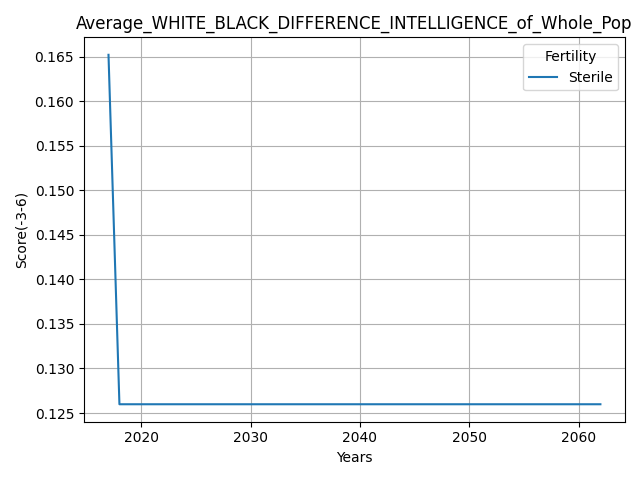 Average_WHITE_BLACK_DIFFERENCE_INTELLIGENCE_of_Whole_Pop
Fertility
Sterile
0.165
0.160
0.155
0.150
0.145
0.140
0.135
0.130
0.125
Score(-3-6)
2020 2030 2040 2050 2060
Years